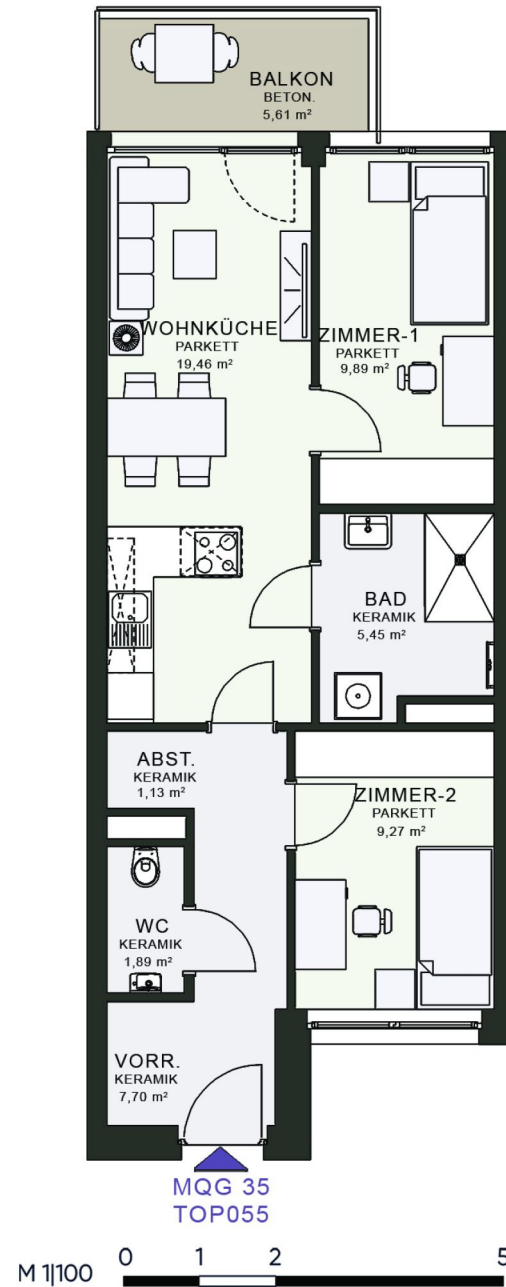 BALKON
BETON.
5,61 m²
WOHNKÜCHE
PARKETT
19,46 m²
ZIMMER-1
PARKETT
9,89 m²
BAD
KERAMIK
5,45 m²
ABST.
KERAMIK
1,13 m²
ZIMMER-2
PARKETT
9,27 m²
WC
KERAMIK
1,89 m²
VORR.
KERAMIK
7,70 m²
MQG 35
TOP055
M 1|100 0 1 2 5